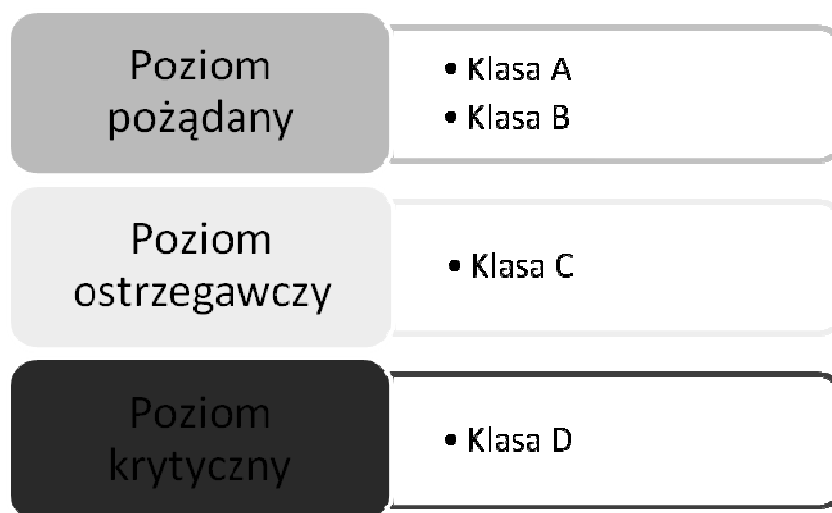 Poziom
pożądany
• Klasa A
• Klasa B
Poziom
ostrzegawczy
• Klasa C
Poziom
krytyczny
• Klasa D